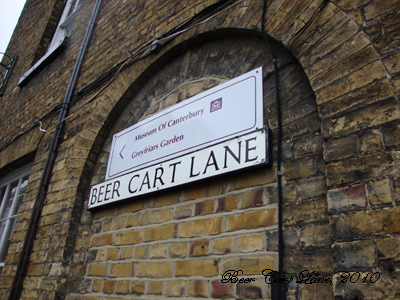 Museum Of Canterbury
Greyfriars Garden
BEER CART LANE
Beer Cart Lane, 2010